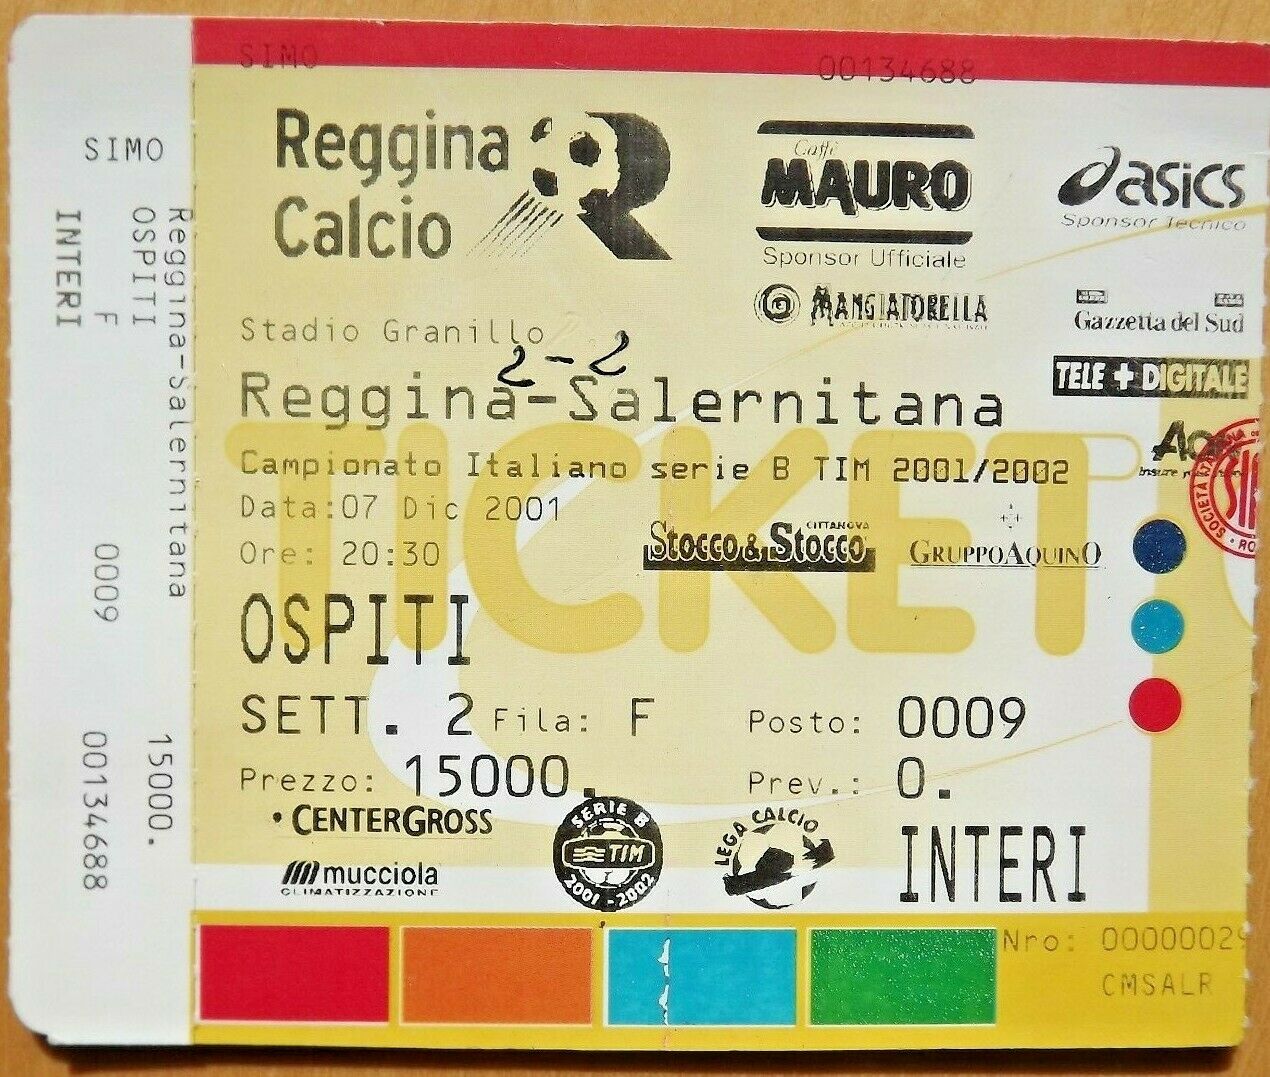 SIMO 00134688
Reggina
Calcio
Caffè
MAURO
Sponsor Ufficiale
asics
Sponsor Tecnico
MANGIATORELLA
Gazzetta del Sud
TELE + DIGITALE
Stadio Granillo
2-2
Reggina-Salernitana
TICKET
Campionato Italiano serie B TIM 2001/2002
Data:07 Dic 2001
Ore: 20:30
CITTANOVA
STOCCO & STOCCO
GRUPPOAQUINO
OSPITI
SETT. 2 Fila: F Posto: 0009
Prezzo: 15000. Prev.: 0.
• CENTERGROSS
mucciola
CLIMATIZZAZIONE
SERIE B
TIM
2001-2002
LEGA CALCIO
INTERI
Nro: 0000002
CMSALR
SIMO
Reggina-Salernitana
OSPITI 15000.
F 0009 00134688
INTERI